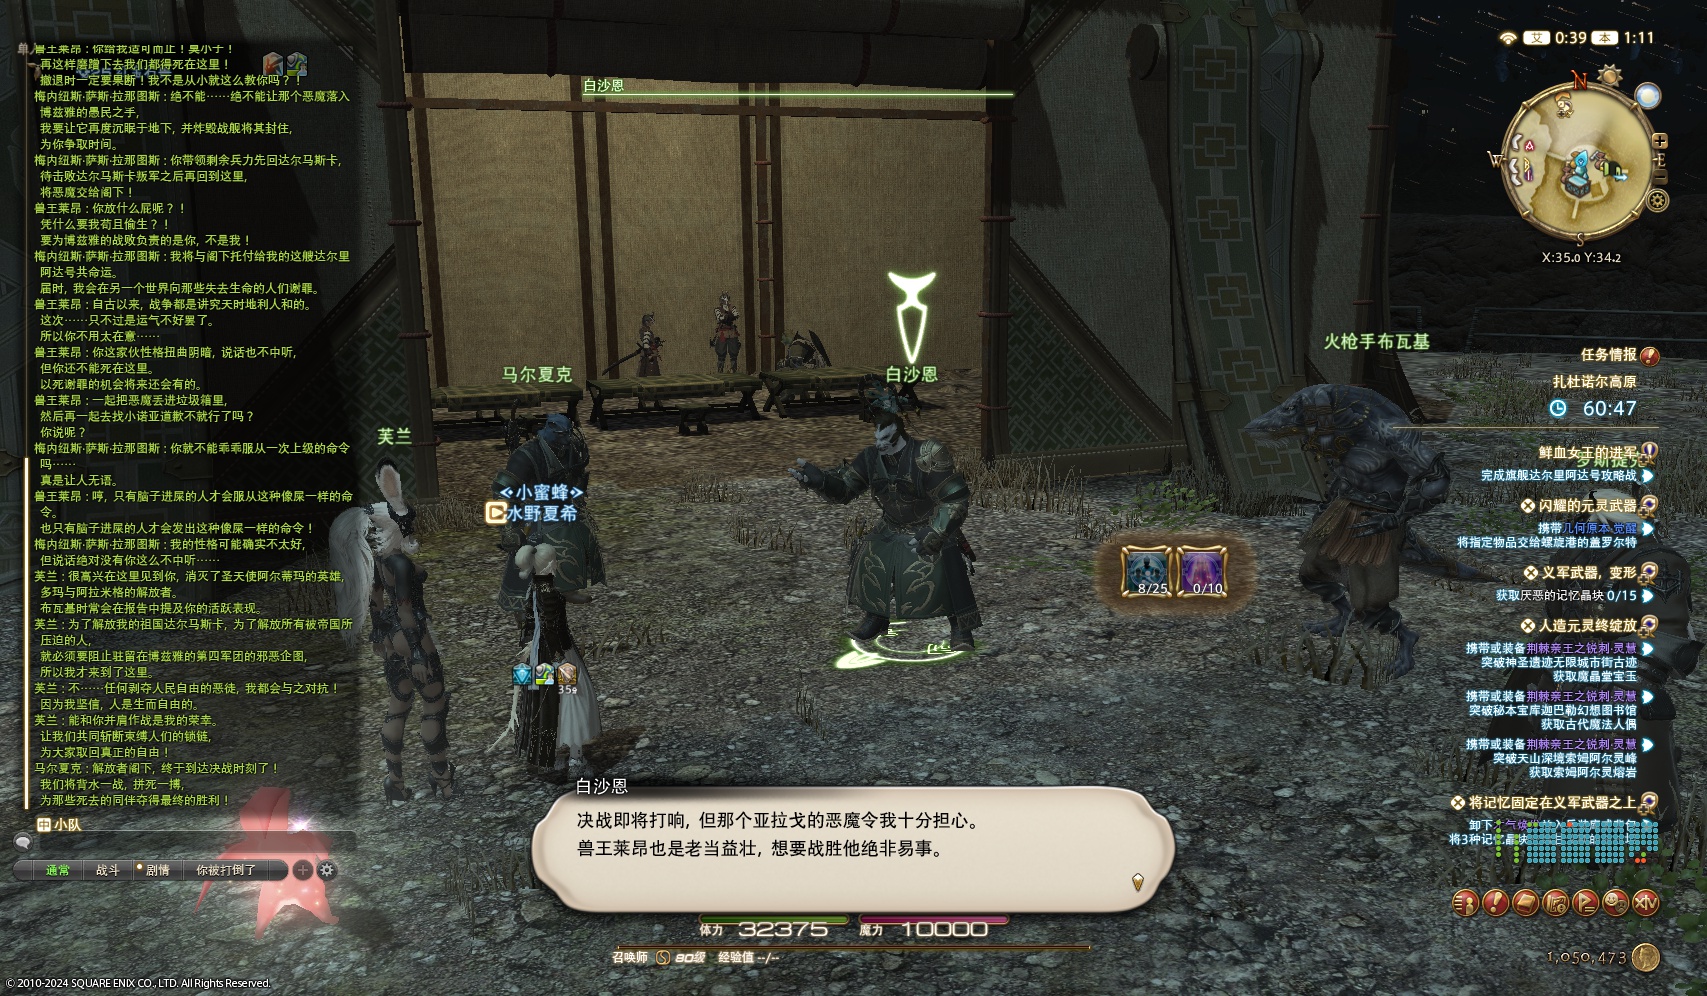 兽王莱昂：你给我适可而止！臭小子！
再这样磨蹭下去我们都得死在这里！
撤退时一定要果断！我不是从小就这么教你吗？！
梅内纽斯·萨斯·拉那图斯：绝不能……绝不能让那个恶魔落入
博兹雅的愚民之手，
我要让它再度沉眠于地下，并炸毁战舰将其封住，
为你争取时间。
梅内纽斯·萨斯·拉那图斯：你带领剩余兵力先回达尔马斯卡，
待击败达尔马斯卡叛军之后再回到这里，
将恶魔交给阁下！
兽王莱昂：你放什么屁呢？！
凭什么要我苟且偷生？！
要为博兹雅的战败负责的是你，不是我！
梅内纽斯·萨斯·拉那图斯：我将与阁下托付给我的这艘达尔里
阿达号共命运。
届时，我会在另一个世界向那些失去生命的人们谢罪。
兽王莱昂：自古以来，战争都是讲究天时地利人和的。
这次……只不过是运气不好罢了。
所以你不用太在意……
兽王莱昂：你这家伙性格扭曲阴暗，说话也不中听，
但你还不能死在这里。
以死谢罪的机会将来还会有的。
兽王莱昂：一起把恶魔丢进垃圾箱里，
然后再一起去找小诺亚道歉不就行了吗？
你说呢？
梅内纽斯·萨斯·拉那图斯：你就不能乖乖服从一次上级的命令
吗……
真是让人无语。
兽王莱昂：哼，只有脑子进屎的人才会服从这种像屎一样的命
令。
也只有脑子进屎的人才会发出这种像屎一样的命令！
梅内纽斯·萨斯·拉那图斯：我的性格可能确实不太好，
但说话绝对没有你这么不中听……
芙兰：很高兴在这里见到你，消灭了圣天使阿尔蒂玛的英雄，
多玛与阿拉米格的解放者。
布瓦基时常会在报告中提及你的活跃表现。
芙兰：为了解放我的祖国达尔马斯卡，为了解放所有被帝国所
压迫的人，
就必须要阻止驻留在博兹雅的第四军团的邪恶企图，
所以我才来到了这里。
芙兰：不……任何剥夺人民自由的恶徒，我都会与之对抗！
因为我坚信，人是生而自由的。
芙兰：能和你并肩作战是我的荣幸。
让我们共同斩断束缚人们的锁链，
为大家取回真正的自由！
马尔夏克：解放者阁下，终于到达决战时刻了！
我们将背水一战，拼死一搏，
为那些死去的同伴夺得最终的胜利！
中 小队
通常 战斗 剧情 你被打倒了
白沙恩
马尔夏克
白沙恩
芙兰
火枪手布瓦基
<小蜜蜂>
水野夏希
35
8/25 0/10
艾 0:39 本 1:11
N
W
E
S
X:35.0 Y:34.2
任务情报
扎杜诺尔高原
60:47
鲜血女王的进军
完成旗舰达尔里阿达号攻略战
闪耀的元灵武器
携带几何原本·觉醒
将指定物品交给螺旋港的盖罗尔特
义军武器，变形
获取厌恶的记忆晶块 0/15
人造元灵终绽放
携带或装备荆棘亲王之锐刺·灵慧
突破神圣遗迹无限城市街古迹
获取魔晶堂宝玉
携带或装备荆棘亲王之锐刺·灵慧
突破秘本宝库迦巴勒幻想图书馆
获取古代魔法人偶
携带或装备荆棘亲王之锐刺·灵慧
突破天山深境索姆阿尔灵峰
获取索姆阿尔灵熔岩
将记忆固定在义军武器之上
白沙恩
决战即将打响，但那个亚拉戈的恶魔令我十分担心。
兽王莱昂也是老当益壮，想要战胜他绝非易事。
体力 32375 魔力 10000
召唤师 80级 经验值 --/--
1,050,473
© 2010-2024 SQUARE ENIX CO., LTD. All Rights Reserved.